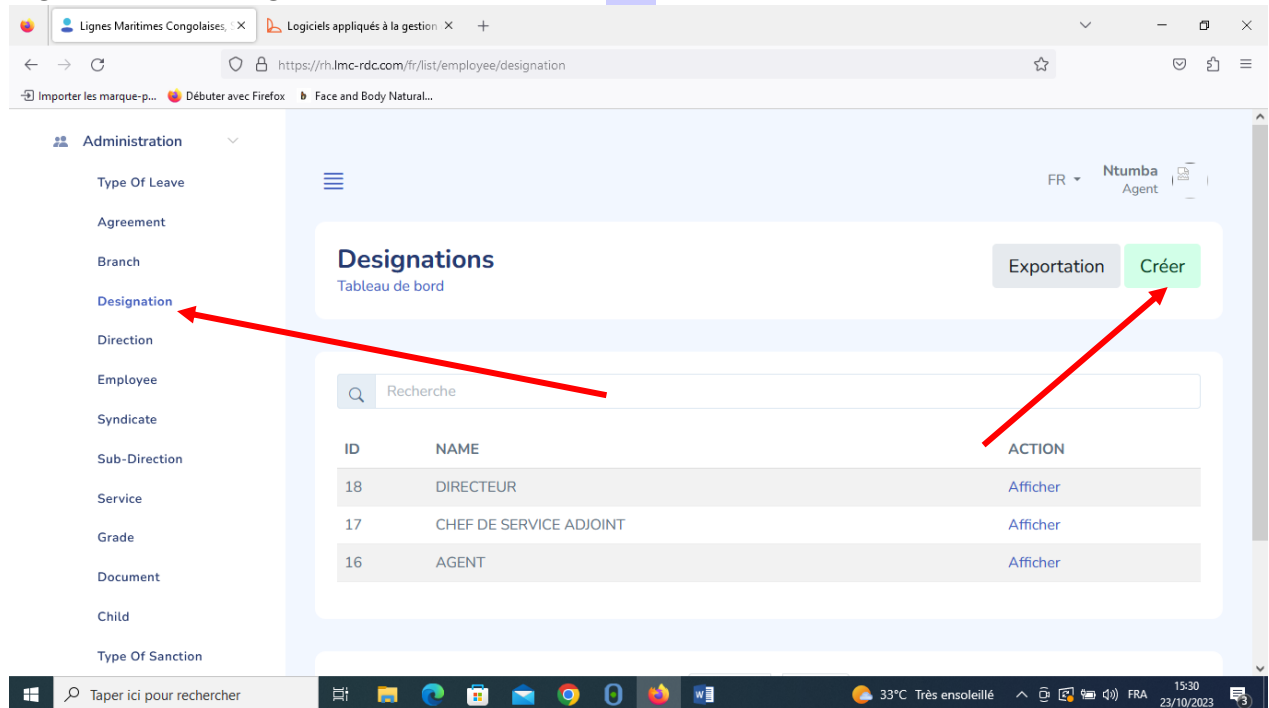 Lignes Maritimes Congolaises, S
Logiciels appliqués à la gestion
https://rh.lmc-rdc.com/fr/list/employee/designation
Importer les marque-p...
Débuter avec Firefox
Face and Body Natural...
Administration
Type Of Leave
Agreement
Branch
Designation
Direction
Employee
Syndicate
Sub-Direction
Service
Grade
Document
Child
Type Of Sanction
FR
Ntumba
Agent
Designations
Tableau de bord
Exportation
Créer
Recherche
ID NAME ACTION
18 DIRECTEUR Afficher
17 CHEF DE SERVICE ADJOINT Afficher
16 AGENT Afficher
Taper ici pour rechercher
33°C Très ensoleillé
FRA
15:30
23/10/2023
3